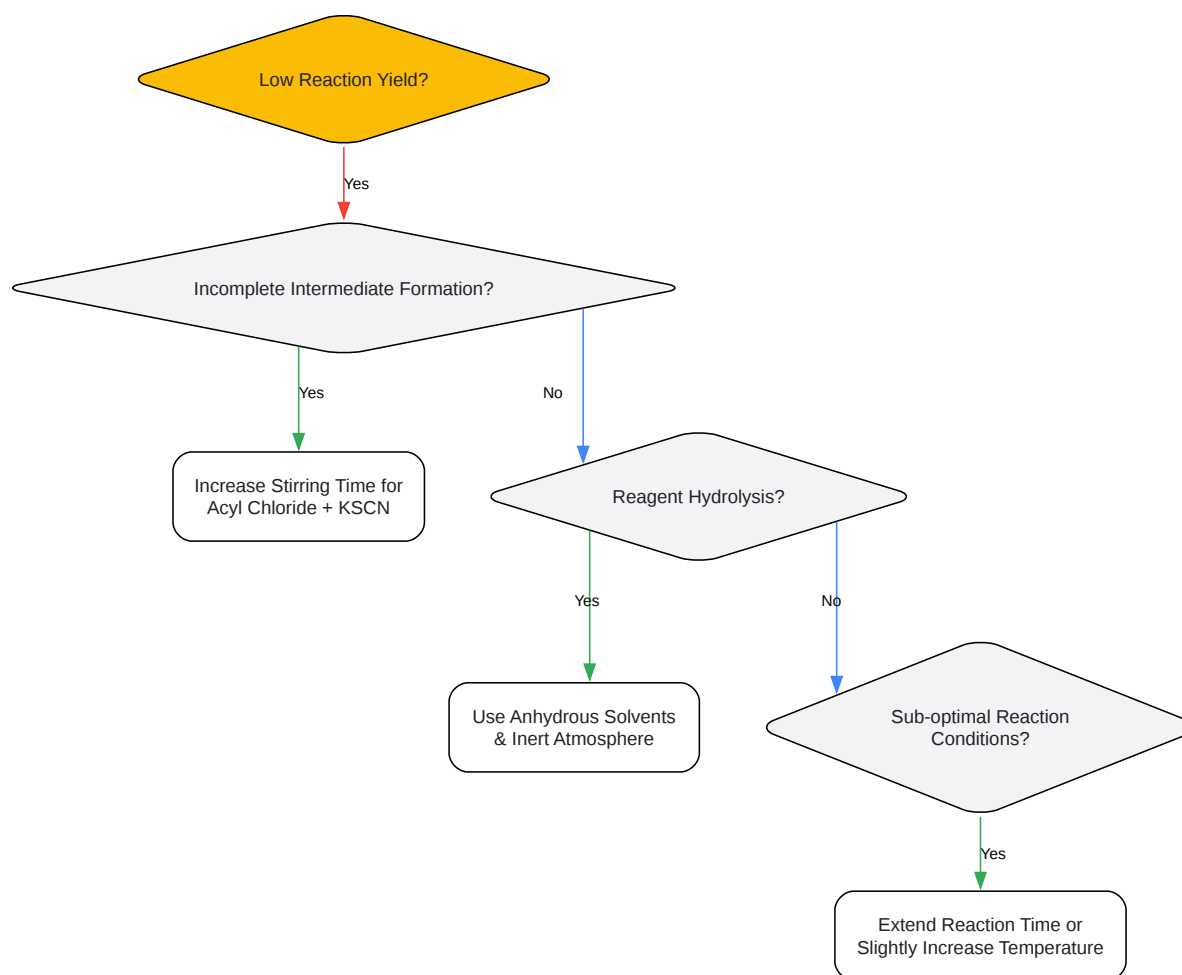 Low Reaction Yield?
Yes
Incomplete Intermediate Formation?
Yes
No
Increase Stirring Time for
Acyl Chloride + KSCN
Reagent Hydrolysis?
Yes
No
Use Anhydrous Solvents
& Inert Atmosphere
Sub-optimal Reaction
Conditions?
Yes
Extend Reaction Time or
Slightly Increase Temperature